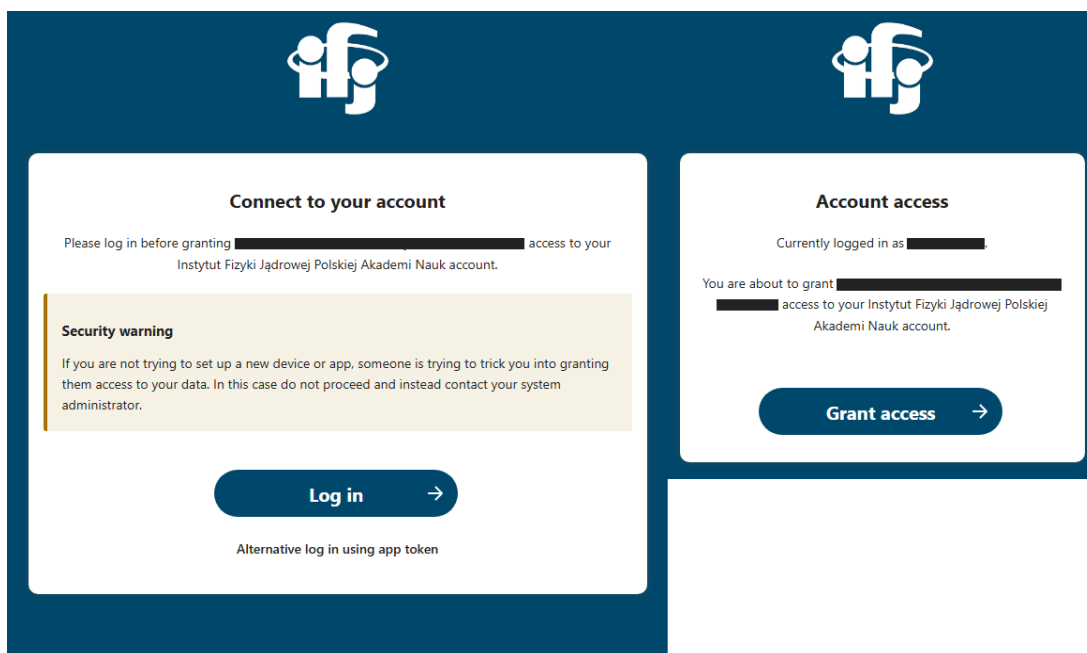 ifj
Connect to your account
Please log in before granting access to your
Instytut Fizyki Jądrowej Polskiej Akademi Nauk account.
Security warning
If you are not trying to set up a new device or app, someone is trying to trick you into granting
them access to your data. In this case do not proceed and instead contact your system
administrator.
Log in
Alternative log in using app token
ifj
Account access
Currently logged in as .
You are about to grant
access to your Instytut Fizyki Jądrowej Polskiej
Akademi Nauk account.
Grant access